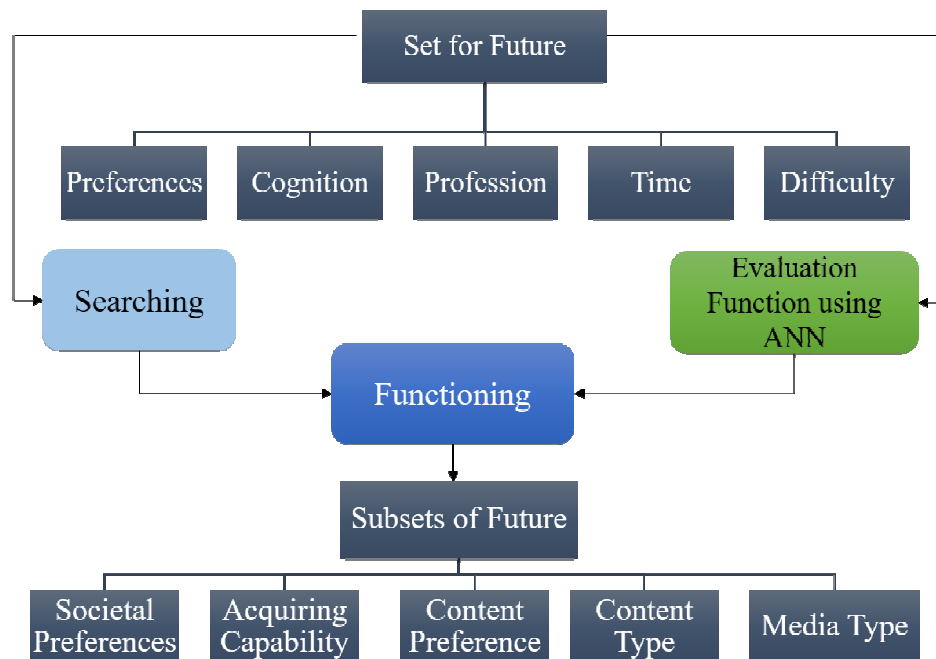 Set for Future
Preferences
Cognition
Profession
Time
Difficulty
Searching
Evaluation
Function using
ANN
Functioning
Subsets of Future
Societal
Preferences
Acquiring
Capability
Content
Preference
Content
Type
Media Type